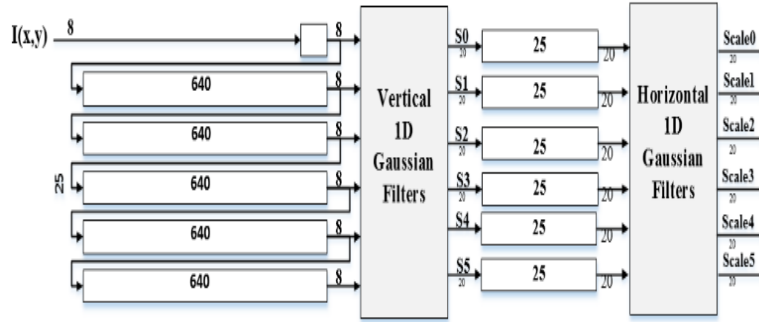 I(x,y) 8 8
640 8
640 8
640 8
640 8
640 8
25
Vertical
1D
Gaussian
Filters
S0 20 25 20
S1 20 25 20
S2 20 25 20
S3 20 25 20
S4 20 25 20
S5 20 25 20
Horizontal
1D
Gaussian
Filters
Scale0 20
Scale1 20
Scale2 20
Scale3 20
Scale4 20
Scale5 20